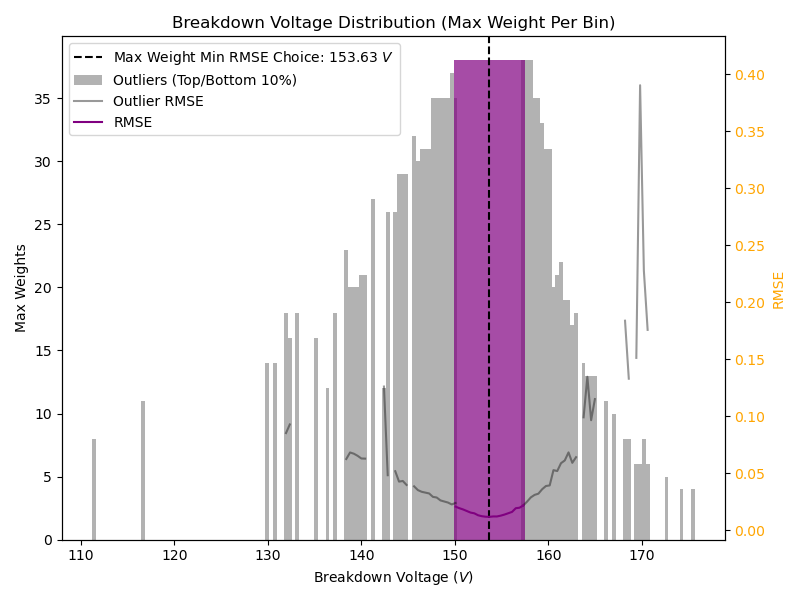 Breakdown Voltage Distribution (Max Weight Per Bin)
Max Weight Min RMSE Choice: 153.63 V
Outliers (Top/Bottom 10%)
Outlier RMSE
RMSE
Max Weights
35
30
25
20
15
10
5
0
0.40
0.35
0.30
0.25
0.20
0.15
0.10
0.05
0.00
RMSE
110 120 130 140 150 160 170
Breakdown Voltage (V)